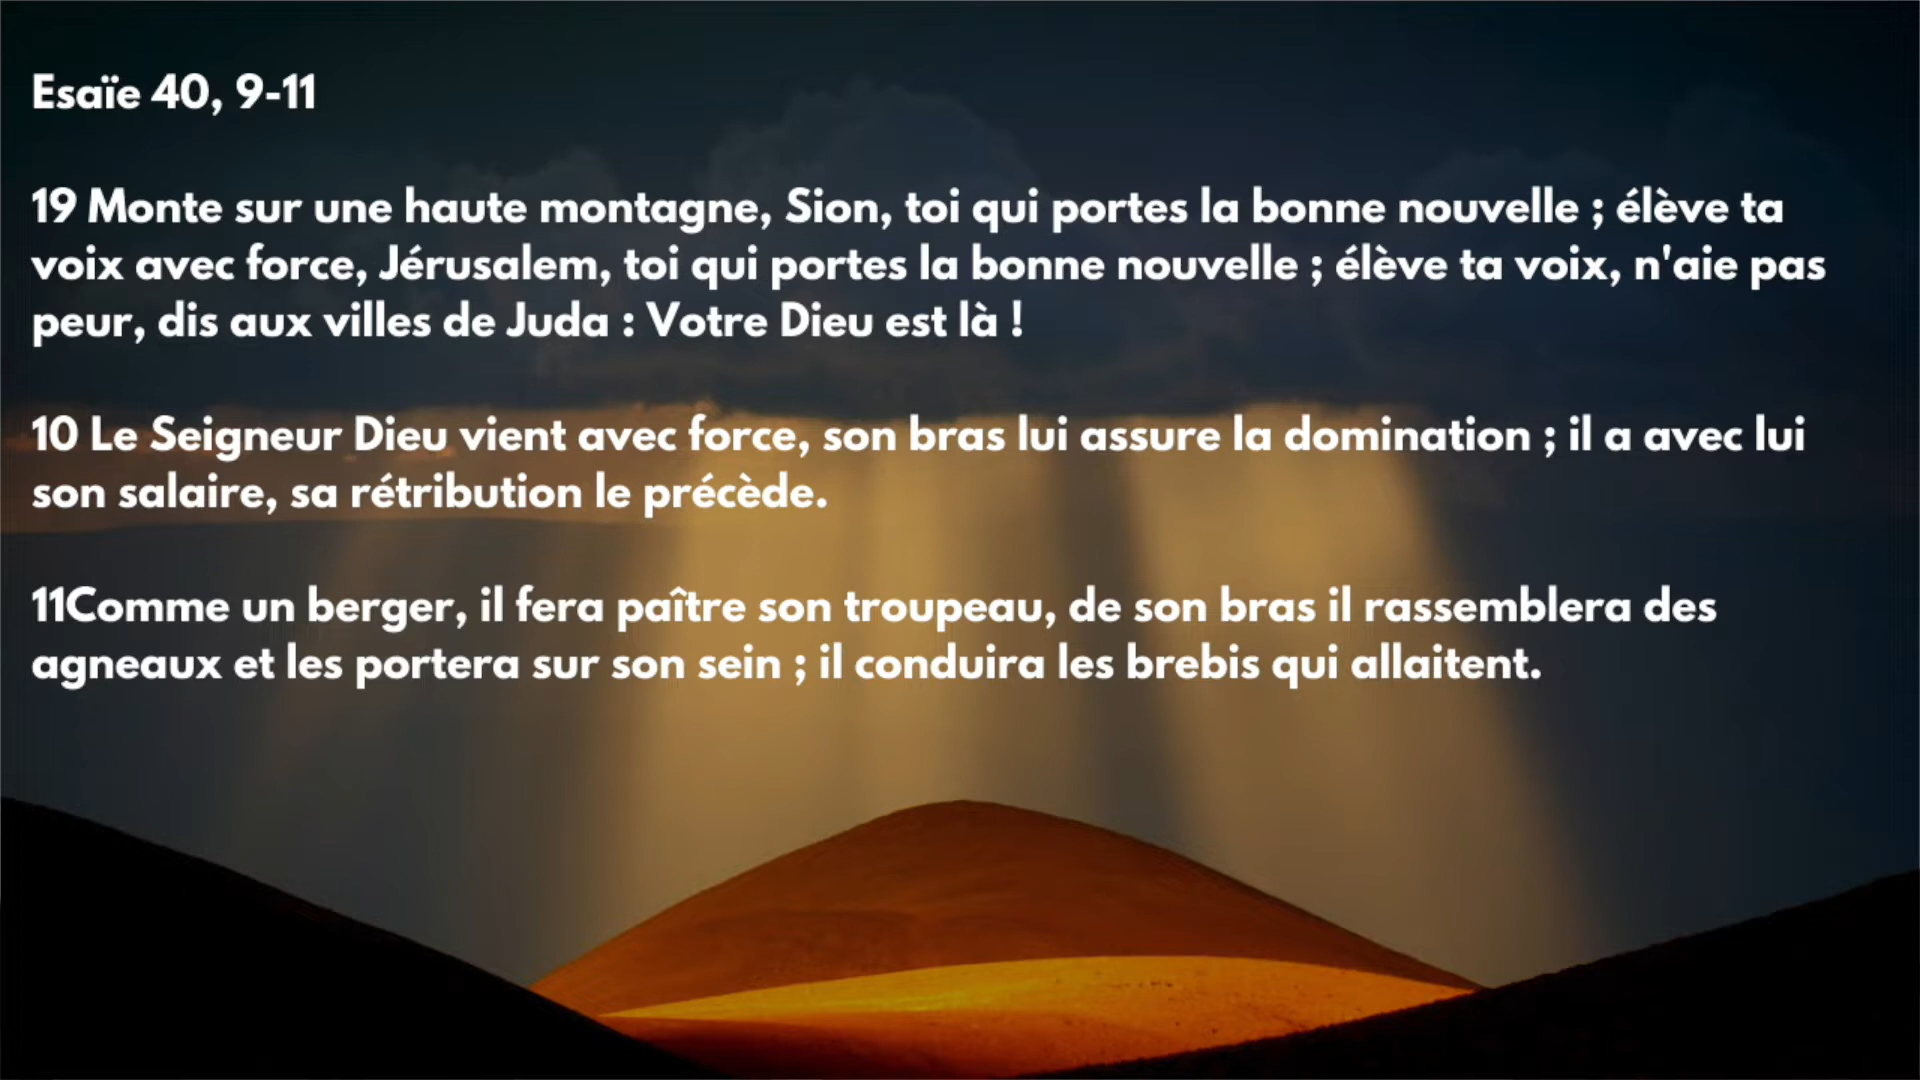 Esaïe 40, 9-11
19 Monte sur une haute montagne, Sion, toi qui portes la bonne nouvelle ; élève ta
voix avec force, Jérusalem, toi qui portes la bonne nouvelle ; élève ta voix, n'aie pas
peur, dis aux villes de Juda : Votre Dieu est là !
10 Le Seigneur Dieu vient avec force, son bras lui assure la domination ; il a avec lui
son salaire, sa rétribution le précède.
11Comme un berger, il fera paître son troupeau, de son bras il rassemblera des
agneaux et les portera sur son sein ; il conduira les brebis qui allaitent.